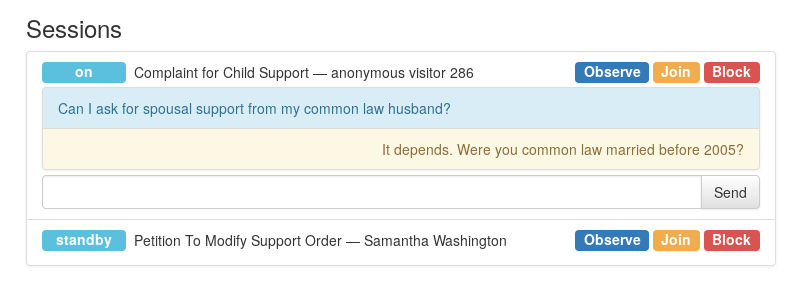 Sessions
on Complaint for Child Support — anonymous visitor 286 Observe Join Block
Can I ask for spousal support from my common law husband?
It depends. Were you common law married before 2005?
Send
standby Petition To Modify Support Order — Samantha Washington Observe Join Block